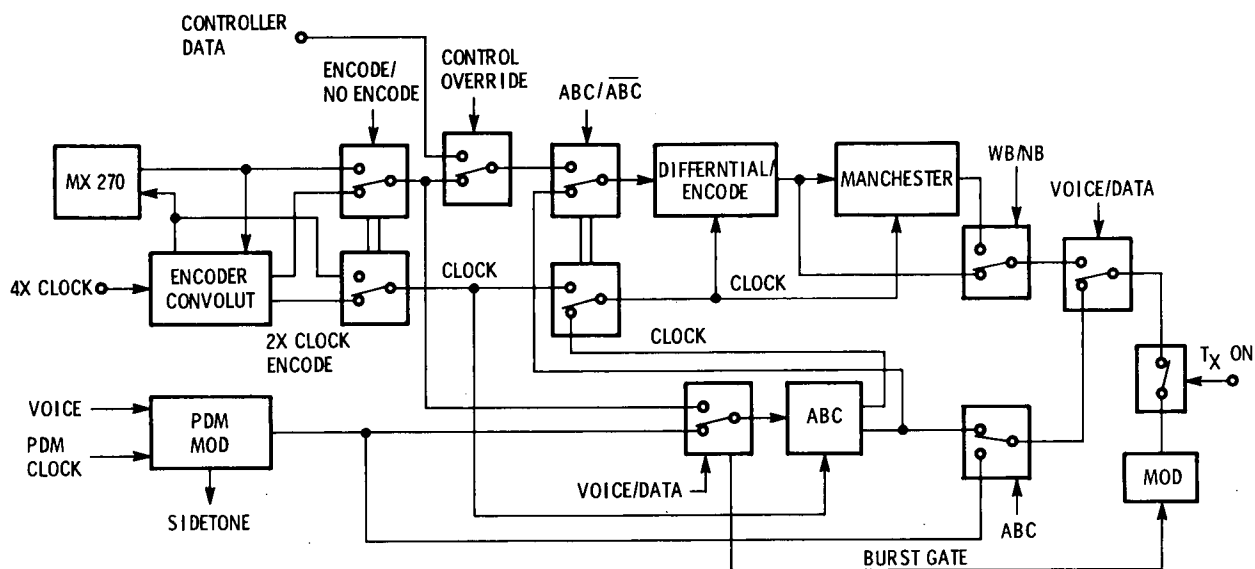 CONTROLLER
DATA
ENCODE/
NO ENCODE
CONTROL
OVERRIDE
ABC/A̅B̅C̅
MX 270
DIFFERNTIAL/
ENCODE
MANCHESTER
WB/NB
VOICE/DATA
4X CLOCK
ENCODER
CONVOLUT
CLOCK
CLOCK
2X CLOCK
ENCODE
CLOCK
TX ON
VOICE
PDM
CLOCK
PDM
MOD
ABC
MOD
VOICE/DATA
SIDETONE
ABC
BURST GATE